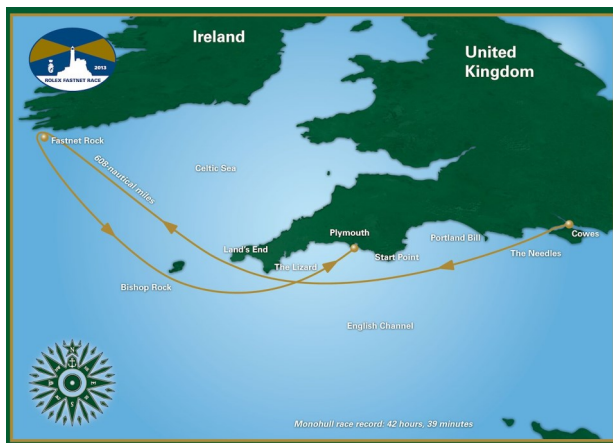 Ireland
United
Kingdom
2013
ROLEX FASTNET RACE
Fastnet Rock
608-nautical miles
Celtic Sea
Plymouth
Land's End
Portland Bill
Cowes
The Needles
The Lizard
Start Point
Bishop Rock
English Channel
N
E
S
Monohull race record: 42 hours, 39 minutes